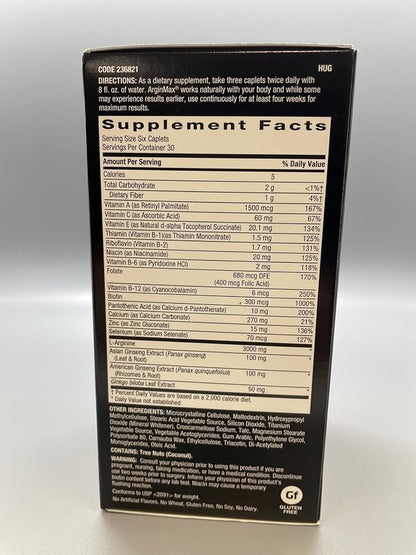 CODE 236821 HUG
DIRECTIONS: As a dietary supplement, take three caplets twice daily with
8 fl. oz. of water. ArginMax® works naturally with your body and while some
may experience results earlier, use continuously for at least four weeks for
maximum results.
Supplement Facts
Serving Size Six Caplets
Servings Per Container 30
Amount Per Serving % Daily Value
Calories 5
Total Carbohydrate 2 g <1%†
Dietary Fiber 1 g 4%†
Vitamin A (as Retinyl Palmitate) 1500 mcg 167%
Vitamin C (as Ascorbic Acid) 60 mg 67%
Vitamin E (as Natural d-alpha Tocopherol Succinate) 20.1 mg 134%
Thiamin (Vitamin B-1)(as Thiamin Mononitrate) 1.5 mg 125%
Riboflavin (Vitamin B-2) 1.7 mg 131%
Niacin (as Niacinamide) 20 mg 125%
Vitamin B-6 (as Pyridoxine HCl) 2 mg 118%
Folate 680 mcg DFE 170%
(400 mcg Folic Acid)
Vitamin B-12 (as Cyanocobalamin) 6 mcg 250%
Biotin 300 mcg 1000%
Pantothenic Acid (as Calcium d-Pantothenate) 10 mg 200%
Calcium (as Calcium Carbonate) 270 mg 21%
Zinc (as Zinc Gluconate) 15 mg 136%
Selenium (as Sodium Selenate) 70 mcg 127%
L-Arginine 3000 mg *
Asian Ginseng Extract (Panax ginseng) 100 mg *
(Leaf & Root)
American Ginseng Extract (Panax quinquefolius) 100 mg *
(Rhizomes & Root)
Ginkgo biloba Leaf Extract 50 mg *
† Percent Daily Values are based on a 2,000 calorie diet.
* Daily Value not established.
OTHER INGREDIENTS: Microcrystalline Cellulose, Maltodextrin, Hydroxypropyl
Methylcellulose, Stearic Acid Vegetable Source, Silicon Dioxide, Titanium
Dioxide (Mineral Whitener), Croscarmellose Sodium, Talc, Magnesium Stearate
Vegetable Source, Vegetable Acetoglycerides, Gum Arabic, Polyethylene Glycol,
Polysorbate 80, Carnauba Wax, Ethylcellulose, Triacetin, Di-Acetylated
Monoglycerides, Oleic Acid.
CONTAINS: Tree Nuts (Coconut).
WARNING: Consult your physician prior to using this product if you are
pregnant, nursing, taking medication, or have a medical condition. Discontinue
use two weeks prior to surgery. Inform your physician of this product's
biotin content before any lab test. Niacin may cause a temporary
flushing reaction.
Conforms to USP <2091> for weight.
No Artificial Flavors, No Wheat, Gluten Free, No Soy, No Dairy.
Gf
GLUTEN
FREE